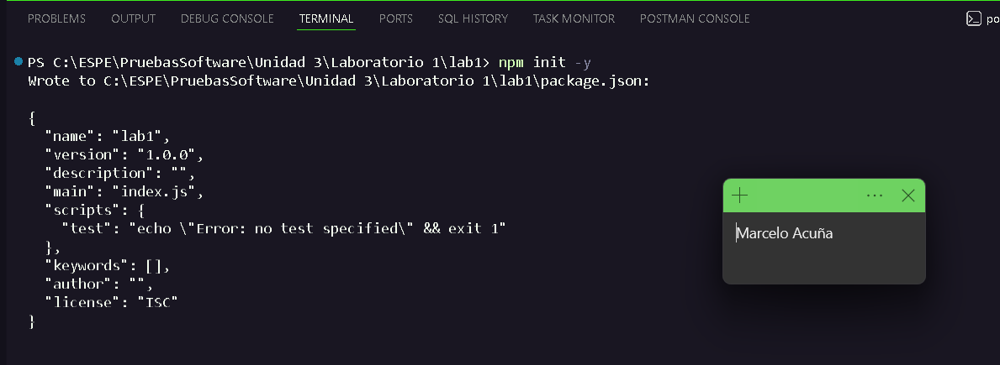 PROBLEMS OUTPUT DEBUG CONSOLE TERMINAL PORTS SQL HISTORY TASK MONITOR POSTMAN CONSOLE po
PS C:\ESPE\PruebasSoftware\Unidad 3\Laboratorio 1\lab1> npm init -y
Wrote to C:\ESPE\PruebasSoftware\Unidad 3\Laboratorio 1\lab1\package.json:
{
  "name": "lab1",
  "version": "1.0.0",
  "description": "",
  "main": "index.js",
  "scripts": {
    "test": "echo \"Error: no test specified\" && exit 1"
  },
  "keywords": [],
  "author": "",
  "license": "ISC"
}
Marcelo Acuña